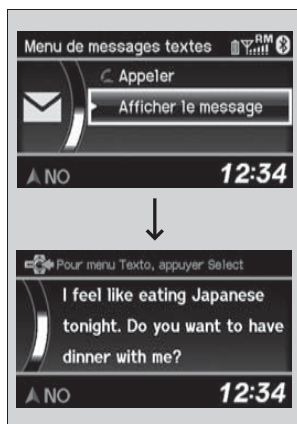 Menu de messages textes RM
Appeler
Afficher le message
NO 12:34
Pour menu Texto, appuyer Select
I feel like eating Japanese
tonight. Do you want to have
dinner with me?
NO 12:34